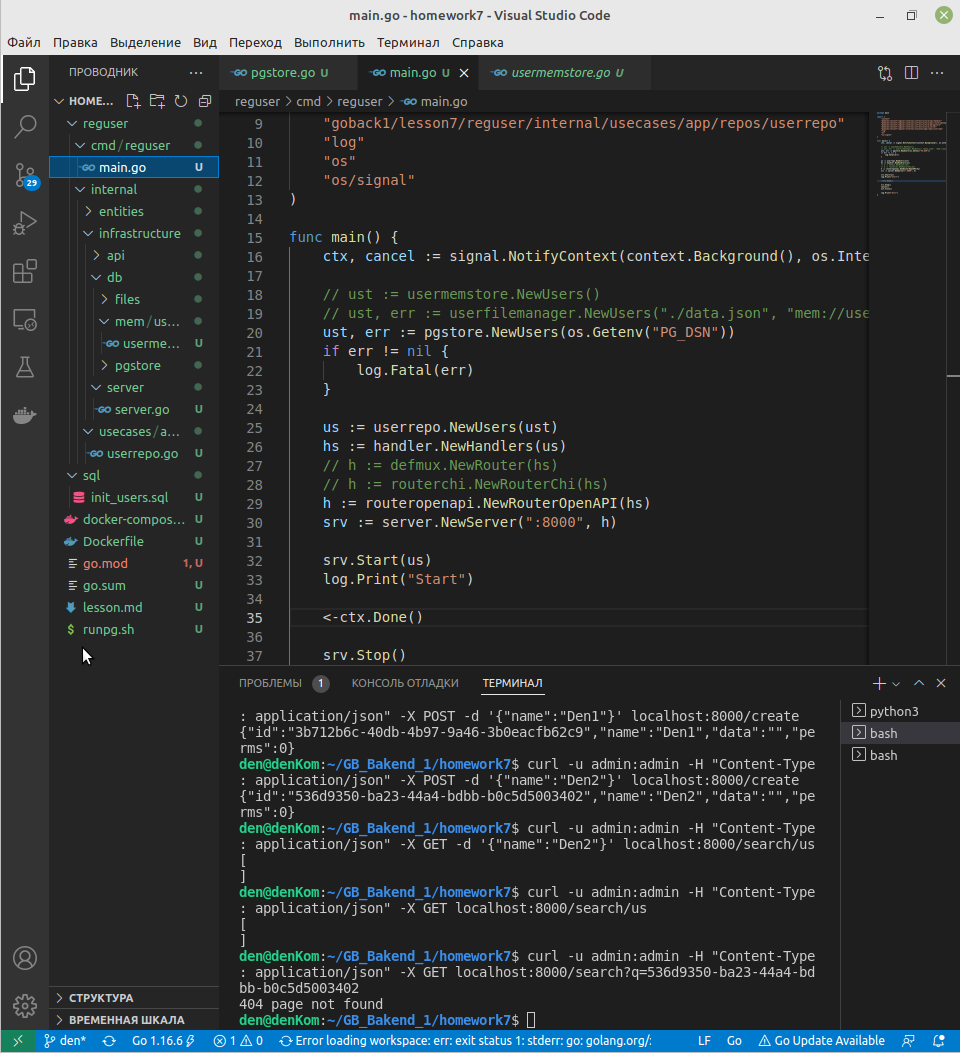 main.go - homework7 - Visual Studio Code
Файл Правка Выделение Вид Переход Выполнить Терминал Справка
ПРОВОДНИК ...
HOME...
reguser
cmd / reguser
GO main.go U
internal
entities
infrastructure
api
db
files
mem / us...
GO userme... U
pgstore
server
GO server.go U
usecases / a...
GO userrepo.go U
sql
init_users.sql U
docker-compos... U
Dockerfile U
go.mod 1, U
go.sum U
lesson.md U
$ runpg.sh U
29
СТРУКТУРА
ВРЕМЕННАЯ ШКАЛА
GO pgstore.go U GO main.go U GO usermemstore.go U
reguser > cmd > reguser > GO main.go
9 "goback1/lesson7/reguser/internal/usecases/app/repos/userrepo"
10 "log"
11 "os"
12 "os/signal"
13 )
14
15 func main() {
16 ctx, cancel := signal.NotifyContext(context.Background(), os.Inte
17
18 // ust := usermemstore.NewUsers()
19 // ust, err := userfilemanager.NewUsers("./data.json", "mem://use
20 ust, err := pgstore.NewUsers(os.Getenv("PG_DSN"))
21 if err != nil {
22 log.Fatal(err)
23 }
24
25 us := userrepo.NewUsers(ust)
26 hs := handler.NewHandlers(us)
27 // h := defmux.NewRouter(hs)
28 // h := routerchi.NewRouterChi(hs)
29 h := routeropenapi.NewRouterOpenAPI(hs)
30 srv := server.NewServer(":8000", h)
31
32 srv.Start(us)
33 log.Print("Start")
34
35 <-ctx.Done()
36
37 srv.Stop()
ПРОБЛЕМЫ 1 КОНСОЛЬ ОТЛАДКИ ТЕРМИНАЛ
: application/json" -X POST -d '{"name":"Den1"}' localhost:8000/create
{"id":"3b712b6c-40db-4b97-9a46-3b0eacfb62c9","name":"Den1","data":"","pe
rms":0}
den@denKom:~/GB_Bakend_1/homework7$ curl -u admin:admin -H "Content-Type
: application/json" -X POST -d '{"name":"Den2"}' localhost:8000/create
{"id":"536d9350-ba23-44a4-bdbb-b0c5d5003402","name":"Den2","data":"","pe
rms":0}
den@denKom:~/GB_Bakend_1/homework7$ curl -u admin:admin -H "Content-Type
: application/json" -X GET -d '{"name":"Den2"}' localhost:8000/search/us
[
]
den@denKom:~/GB_Bakend_1/homework7$ curl -u admin:admin -H "Content-Type
: application/json" -X GET localhost:8000/search/us
[
]
den@denKom:~/GB_Bakend_1/homework7$ curl -u admin:admin -H "Content-Type
: application/json" -X GET localhost:8000/search?q=536d9350-ba23-44a4-bd
bb-b0c5d5003402
404 page not found
den@denKom:~/GB_Bakend_1/homework7$
python3
bash
bash
den* Go 1.16.6 1 0 Error loading workspace: err: exit status 1: stderr: go: golang.org/: LF Go Go Update Available